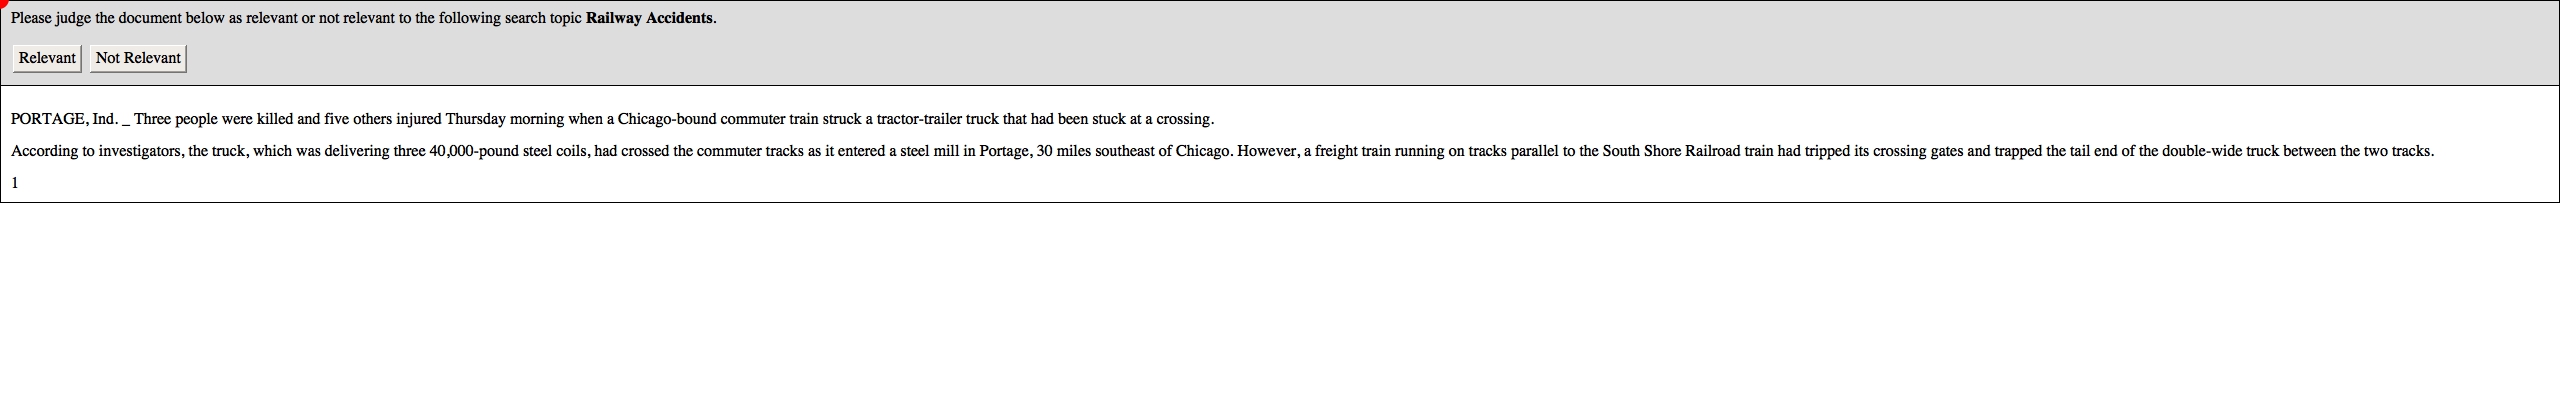 Please judge the document below as relevant or not relevant to the following search topic Railway Accidents.
Relevant Not Relevant
PORTAGE, Ind. _ Three people were killed and five others injured Thursday morning when a Chicago-bound commuter train struck a tractor-trailer truck that had been stuck at a crossing.
According to investigators, the truck, which was delivering three 40,000-pound steel coils, had crossed the commuter tracks as it entered a steel mill in Portage, 30 miles southeast of Chicago. However, a freight train running on tracks parallel to the South Shore Railroad train had tripped its crossing gates and trapped the tail end of the double-wide truck between the two tracks.
1